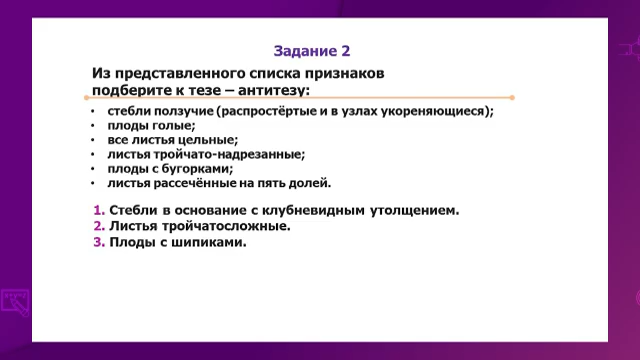 Задание 2
Из представленного списка признаков
подберите к тезе – антитезу:
• стебли ползучие (распростёртые и в узлах укореняющиеся);
• плоды голые;
• все листья цельные;
• листья тройчато-надрезанные;
• плоды с бугорками;
• листья рассечённые на пять долей.
1. Стебли в основание с клубневидным утолщением.
2. Листья тройчатосложные.
3. Плоды с шипиками.